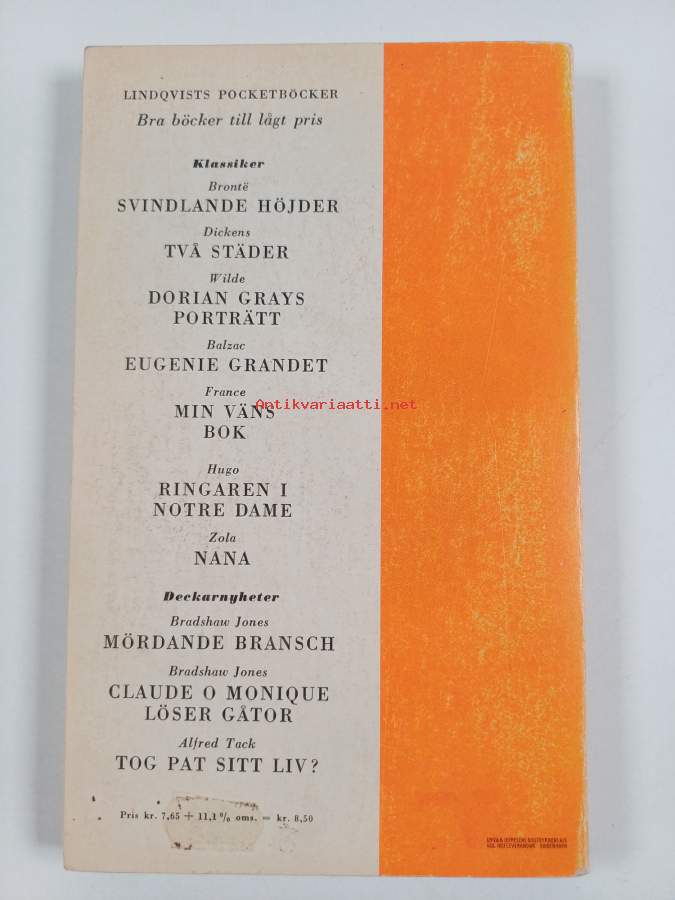 LINDQVISTS POCKETBÖCKER
Bra böcker till lågt pris
Klassiker
Brontë
SVINDLANDE HÖJDER
Dickens
TVÅ STÄDER
Wilde
DORIAN GRAYS
PORTRÄTT
Balzac
EUGENIE GRANDET
France
MIN VÄNS
BOK
Antikvariaatti.net
Hugo
RINGAREN I
NOTRE DAME
Zola
NANA
Deckarnyheter
Bradshaw Jones
MÖRDANDE BRANSCH
Bradshaw Jones
CLAUDE O MONIQUE
LÖSER GÅTOR
Alfred Tack
TOG PAT SITT LIV?
Pris kr. 7,65 + 11,1 % oms. = kr. 8,50